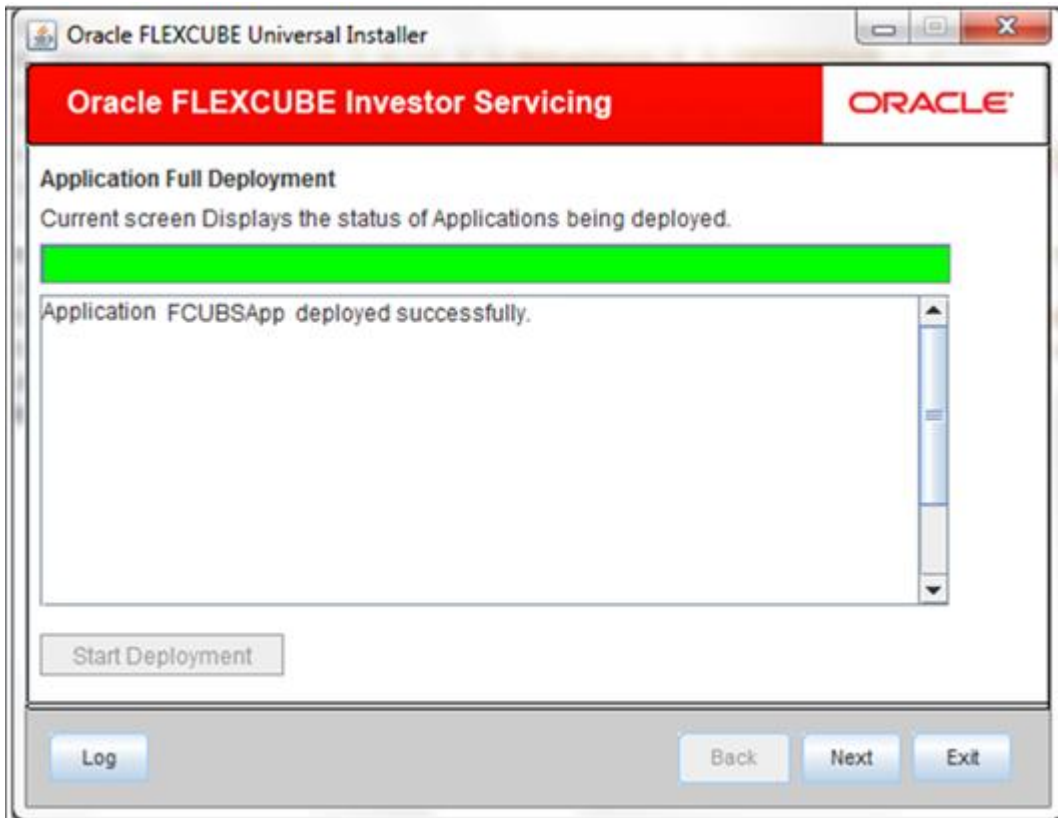 Oracle FLEXCUBE Universal Installer
Oracle FLEXCUBE Investor Servicing
ORACLE
Application Full Deployment
Current screen Displays the status of Applications being deployed.
Application FCUBSApp deployed successfully.
Start Deployment
Log
Back
Next
Exit